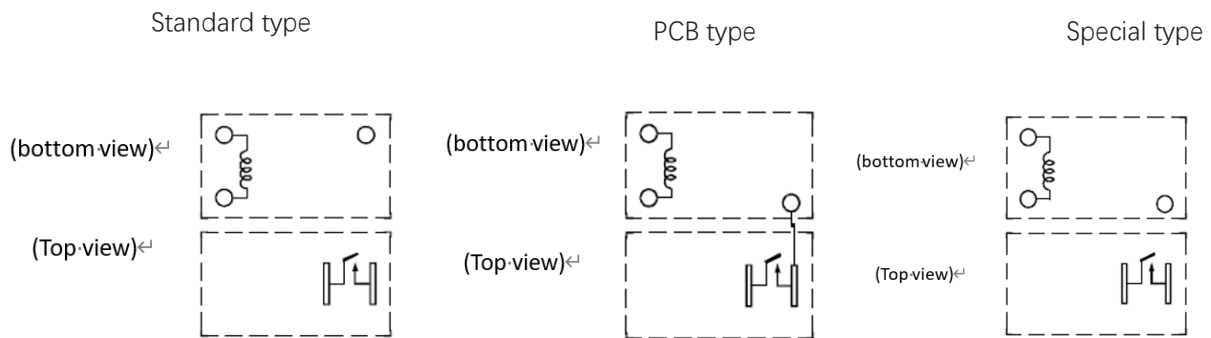 Standard type
PCB type
Special type
(bottom·view)↵
(bottom·view)↵
(bottom·view)↵
(Top·view)↵
(Top·view)↵
(Top·view)↵